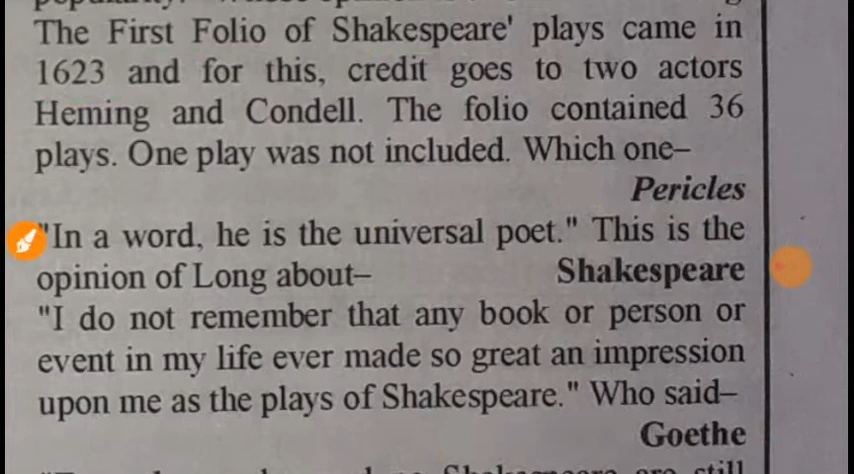 The First Folio of Shakespeare' plays came in
1623 and for this, credit goes to two actors
Heming and Condell. The folio contained 36
plays. One play was not included. Which one–
Pericles
"In a word, he is the universal poet." This is the
opinion of Long about– Shakespeare
"I do not remember that any book or person or
event in my life ever made so great an impression
upon me as the plays of Shakespeare." Who said–
Goethe